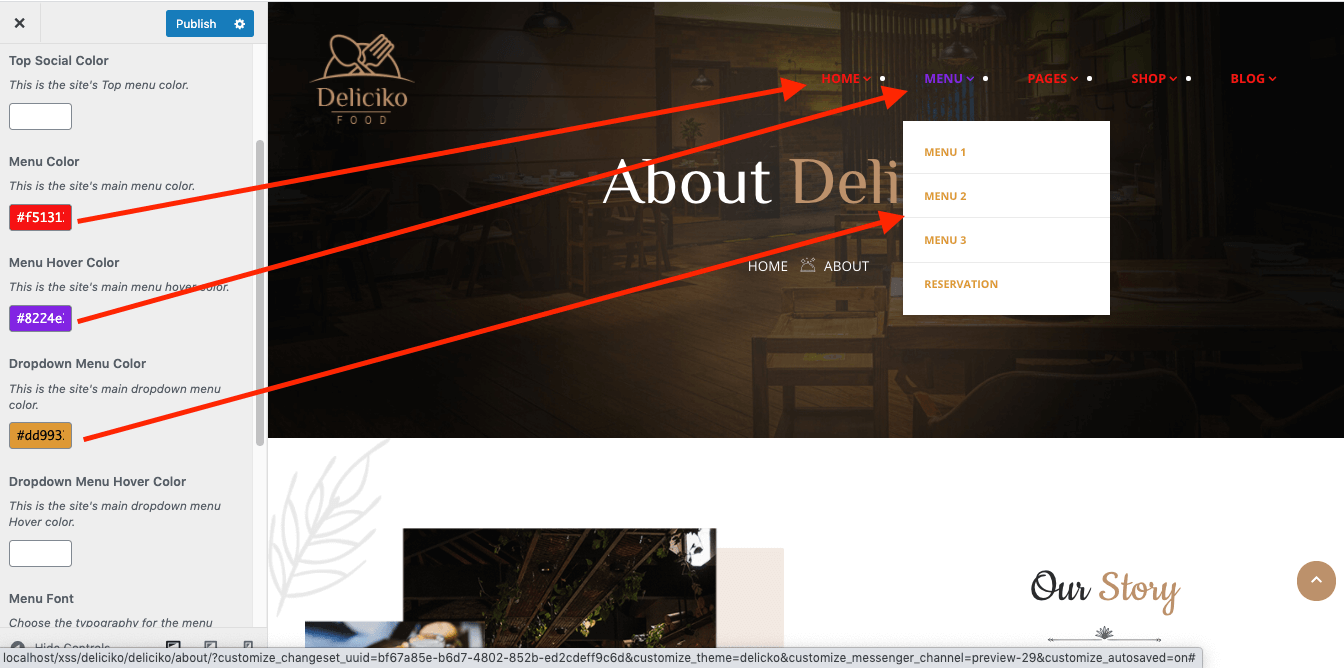 Publish
Top Social Color
This is the site's Top menu color.
Menu Color
This is the site's main menu color.
#f5131
Menu Hover Color
This is the site's main menu hover color.
#8224e
Dropdown Menu Color
This is the site's main dropdown menu
color.
#dd993
Dropdown Menu Hover Color
This is the site's main dropdown menu
Hover color.
Menu Font
Choose the typography for the menu
Hide Controls
Deliciko
FOOD
HOME MENU PAGES SHOP BLOG
MENU 1
MENU 2
MENU 3
RESERVATION
About Deli
HOME ABOUT
Our Story
localhost/xss/deliciko/deliciko/about/?customize_changeset_uuid=bf67a85e-b6d7-4802-852b-ed2cdeff9c6d&customize_theme=delicko&customize_messenger_channel=preview-29&customize_autosaved=on#